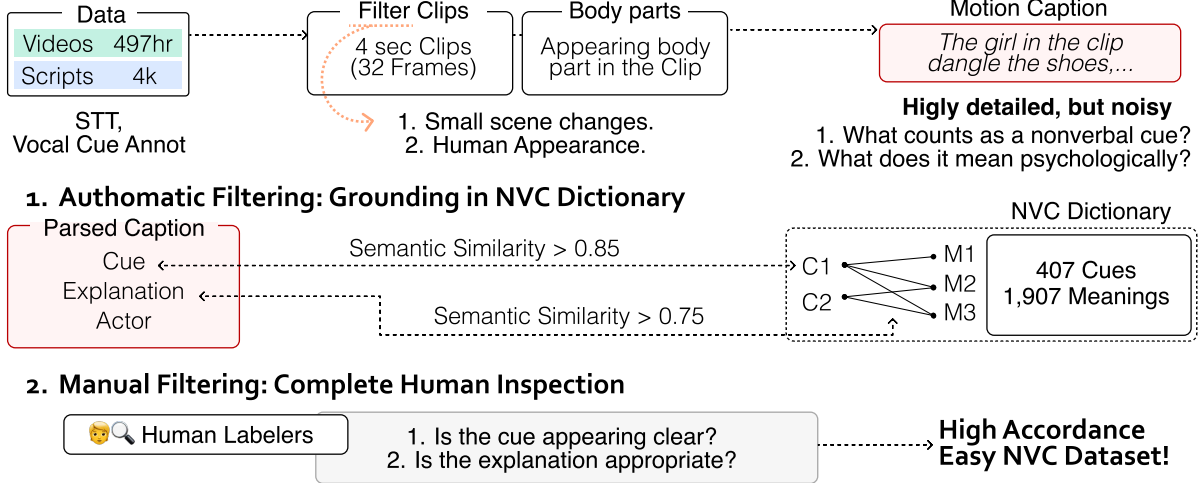 Data
Videos 497hr
Scripts 4k
STT,
Vocal Cue Annot
Filter Clips
4 sec Clips
(32 Frames)
Body parts
Appearing body
part in the Clip
1. Small scene changes.
2. Human Appearance.
Motion Caption
The girl in the clip
dangle the shoes,...
Higly detailed, but noisy
1. What counts as a nonverbal cue?
2. What does it mean psychologically?
1. Authomatic Filtering: Grounding in NVC Dictionary
Parsed Caption
Cue
Explanation
Actor
Semantic Similarity > 0.85
Semantic Similarity > 0.75
NVC Dictionary
C1
C2
M1
M2
M3
407 Cues
1,907 Meanings
2. Manual Filtering: Complete Human Inspection
Human Labelers
1. Is the cue appearing clear?
2. Is the explanation appropriate?
High Accordance
Easy NVC Dataset!